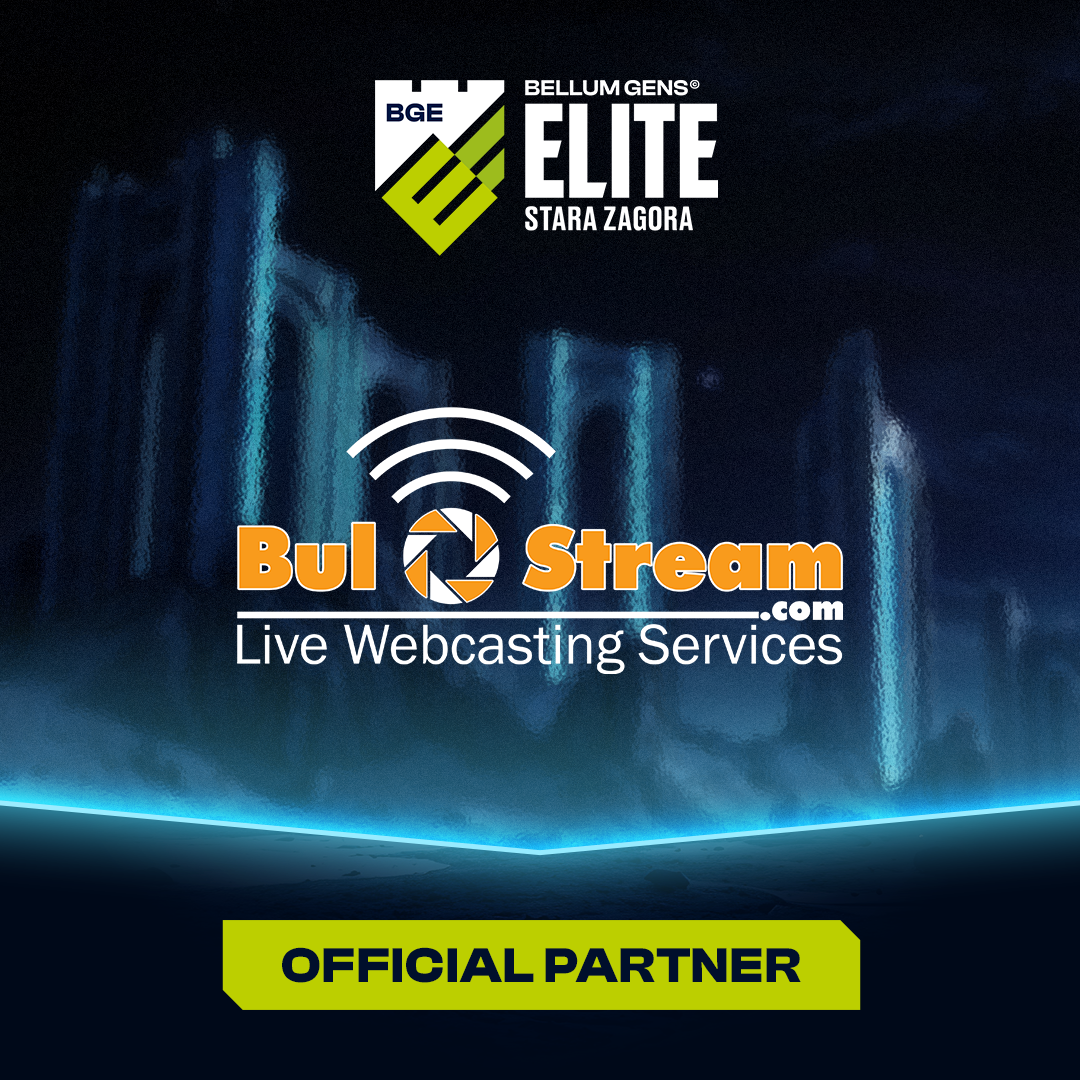 BGE
BELLUM GENS©
ELITE
STARA ZAGORA
Bul Stream
.com
Live Webcasting Services
OFFICIAL PARTNER